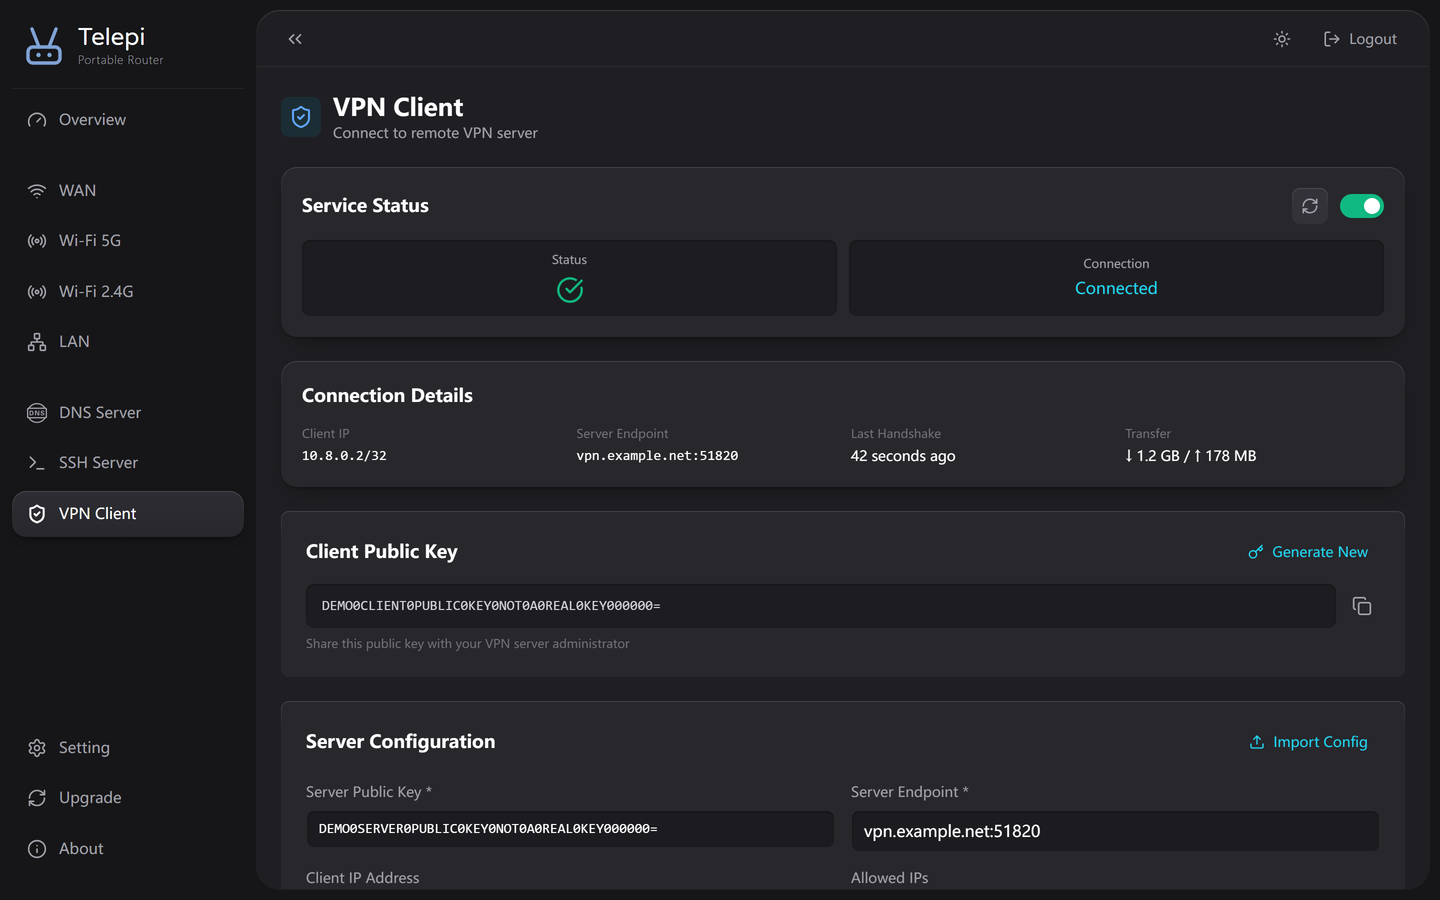 Telepi
Portable Router
Logout
Overview
WAN
Wi-Fi 5G
Wi-Fi 2.4G
LAN
DNS
DNS Server
SSH Server
VPN Client
Setting
Upgrade
About
VPN Client
Connect to remote VPN server
Service Status
Status
Connection
Connected
Connection Details
Client IP
10.8.0.2/32
Server Endpoint
vpn.example.net:51820
Last Handshake
42 seconds ago
Transfer
↓ 1.2 GB / ↑ 178 MB
Client Public Key
Generate New
DEMO0CLIENT0PUBLIC0KEY0NOT0A0REAL0KEY000000=
Share this public key with your VPN server administrator
Server Configuration
Import Config
Server Public Key *
DEMO0SERVER0PUBLIC0KEY0NOT0A0REAL0KEY000000=
Server Endpoint *
vpn.example.net:51820
Client IP Address
Allowed IPs